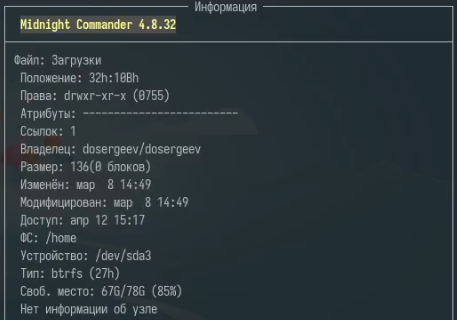 Информация
Midnight Commander 4.8.32
Файл: Загрузки
Положение: 32h:10Bh
Права: drwxr-xr-x (0755)
Атрибуты: -------------------------
Ссылок: 1
Владелец: dosergeev/dosergeev
Размер: 136(0 блоков)
Изменён: мар  8 14:49
Модифицирован: мар  8 14:49
Доступ: апр 12 15:17
ФС: /home
Устройство: /dev/sda3
Тип: btrfs (27h)
Своб. место: 67G/78G (85%)
Нет информации об узле